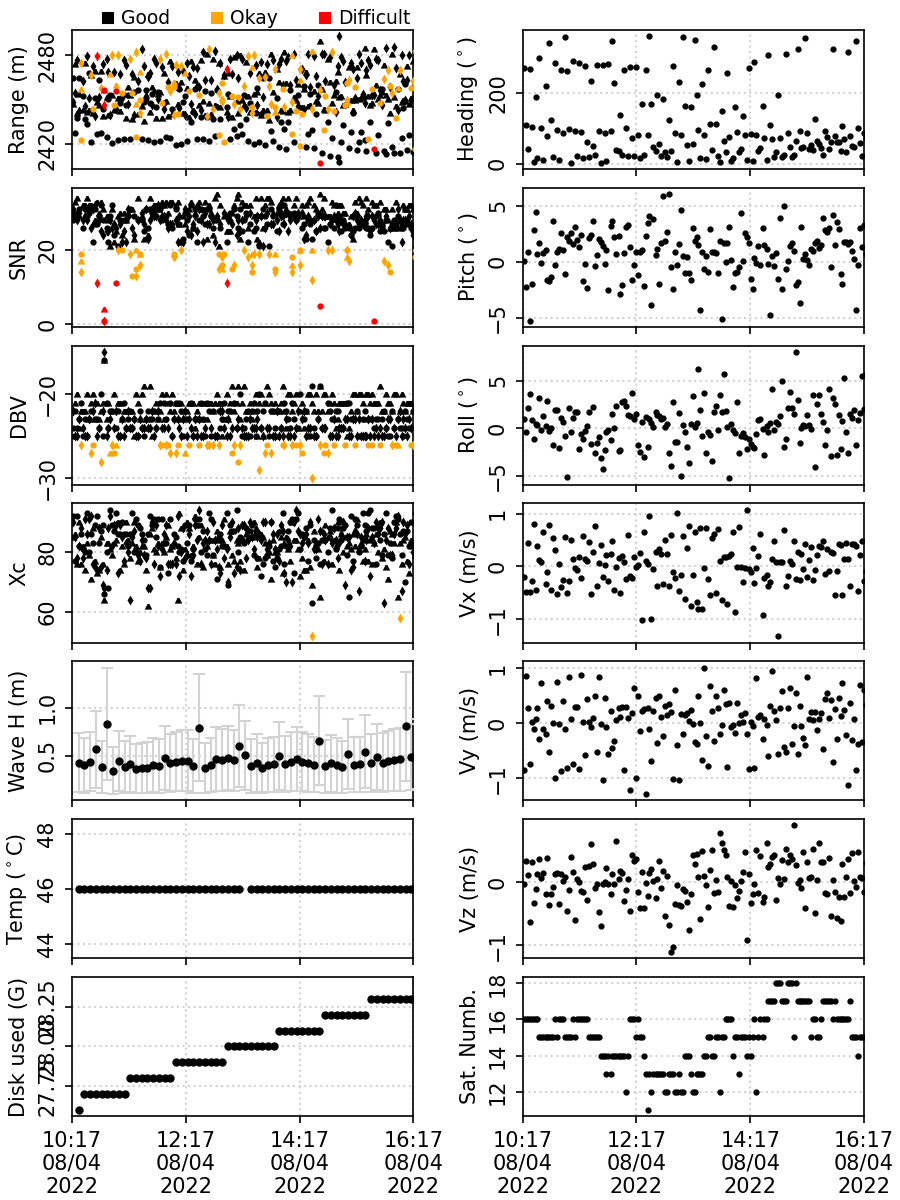 Good Okay Difficult
Range (m)
2480
2420
Heading (°)
200
0
SNR
20
0
Pitch (°)
5
0
−5
DBV
−20
−30
Roll (°)
5
0
−5
Xc
80
60
Vx (m/s)
1
0
−1
Wave H (m)
1.0
0.5
Vy (m/s)
1
0
−1
Temp (°C)
48
46
44
Vz (m/s)
0
−1
Disk used (G)
Sat. Numb.
18
16
14
12
10:17 12:17 14:17 16:17
08/04 08/04 08/04 08/04
2022 2022 2022 2022
10:17 12:17 14:17 16:17
08/04 08/04 08/04 08/04
2022 2022 2022 2022